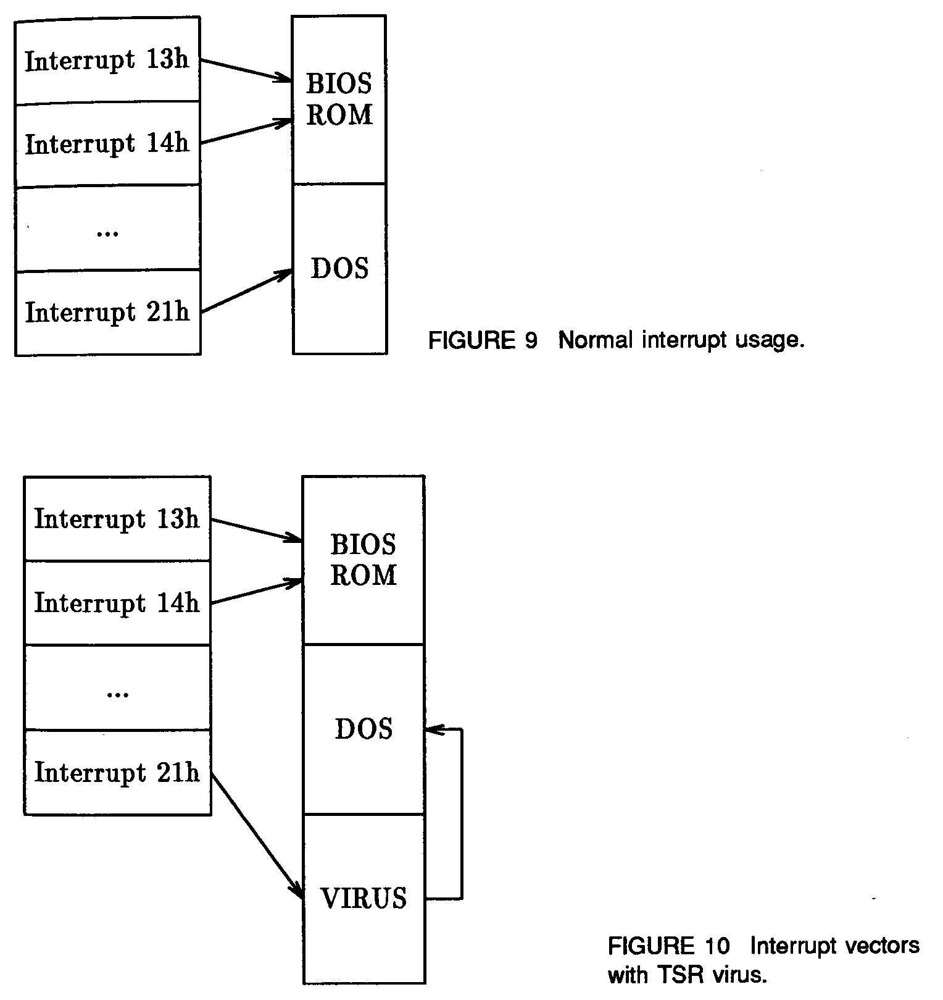 Interrupt 13h
Interrupt 14h
...
Interrupt 21h
BIOS
ROM
DOS
FIGURE 9 Normal interrupt usage.
Interrupt 13h
Interrupt 14h
...
Interrupt 21h
BIOS
ROM
DOS
VIRUS
FIGURE 10 Interrupt vectors
with TSR virus.